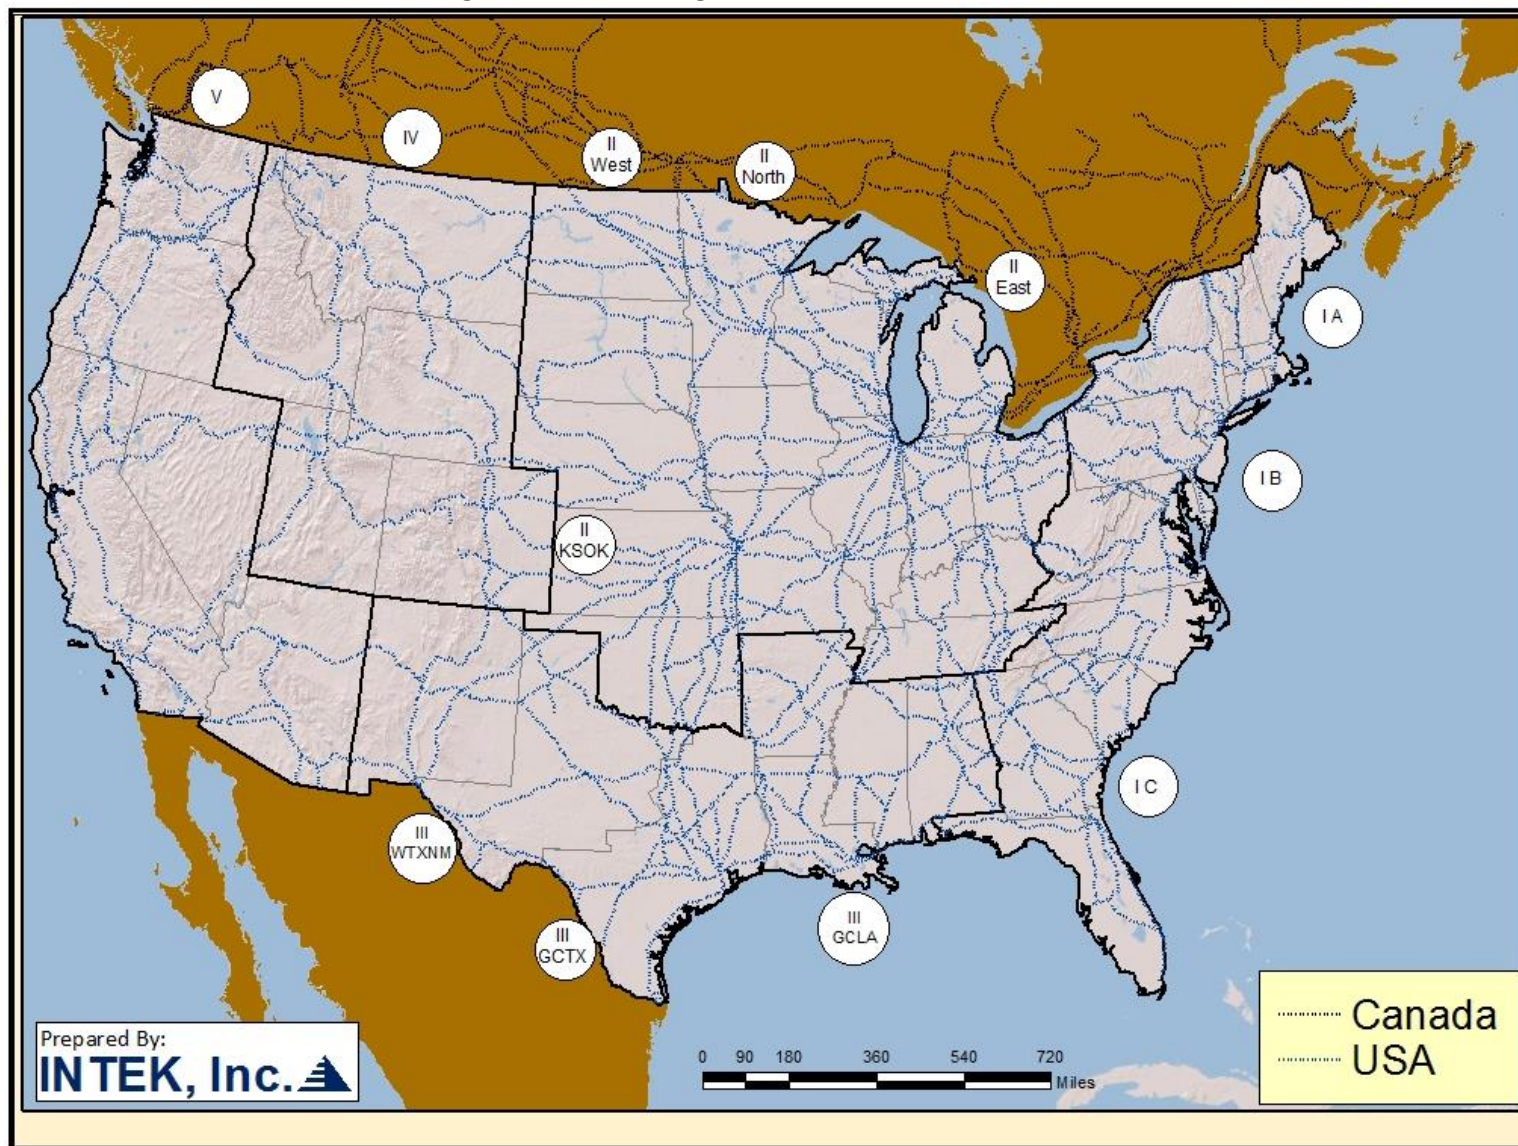 V
IV
II
West
II
North
II
East
I A
I B
II
KSOK
I C
III
WTXNM
III
GCTX
III
GCLA
Canada
USA
Prepared By:
INTEK, Inc.
0 90 180 360 540 720
Miles